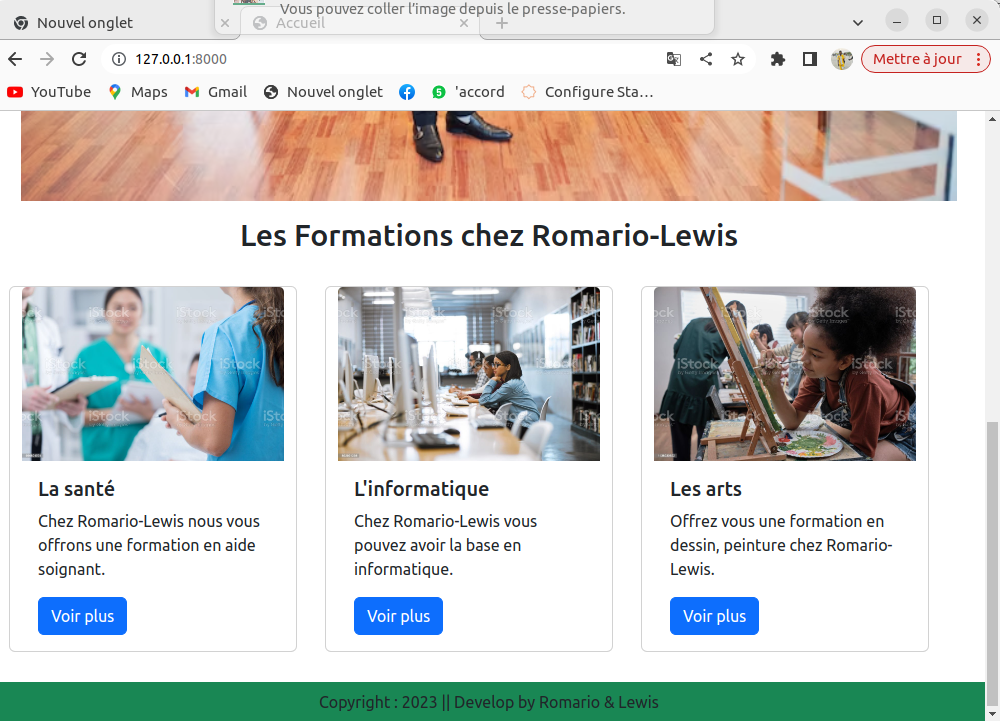 Vous pouvez coller l'image depuis le presse-papiers.
Nouvel onglet
Accueil
127.0.0.1:8000
Mettre à jour
YouTube
Maps
Gmail
Nouvel onglet
'accord
Configure Sta…
Les Formations chez Romario-Lewis
iStock
iStock
iStock
La santé
Chez Romario-Lewis nous vous
offrons une formation en aide
soignant.
Voir plus
L'informatique
Chez Romario-Lewis vous
pouvez avoir la base en
informatique.
Voir plus
Les arts
Offrez vous une formation en
dessin, peinture chez Romario-
Lewis.
Voir plus
Copyright : 2023 || Develop by Romario & Lewis